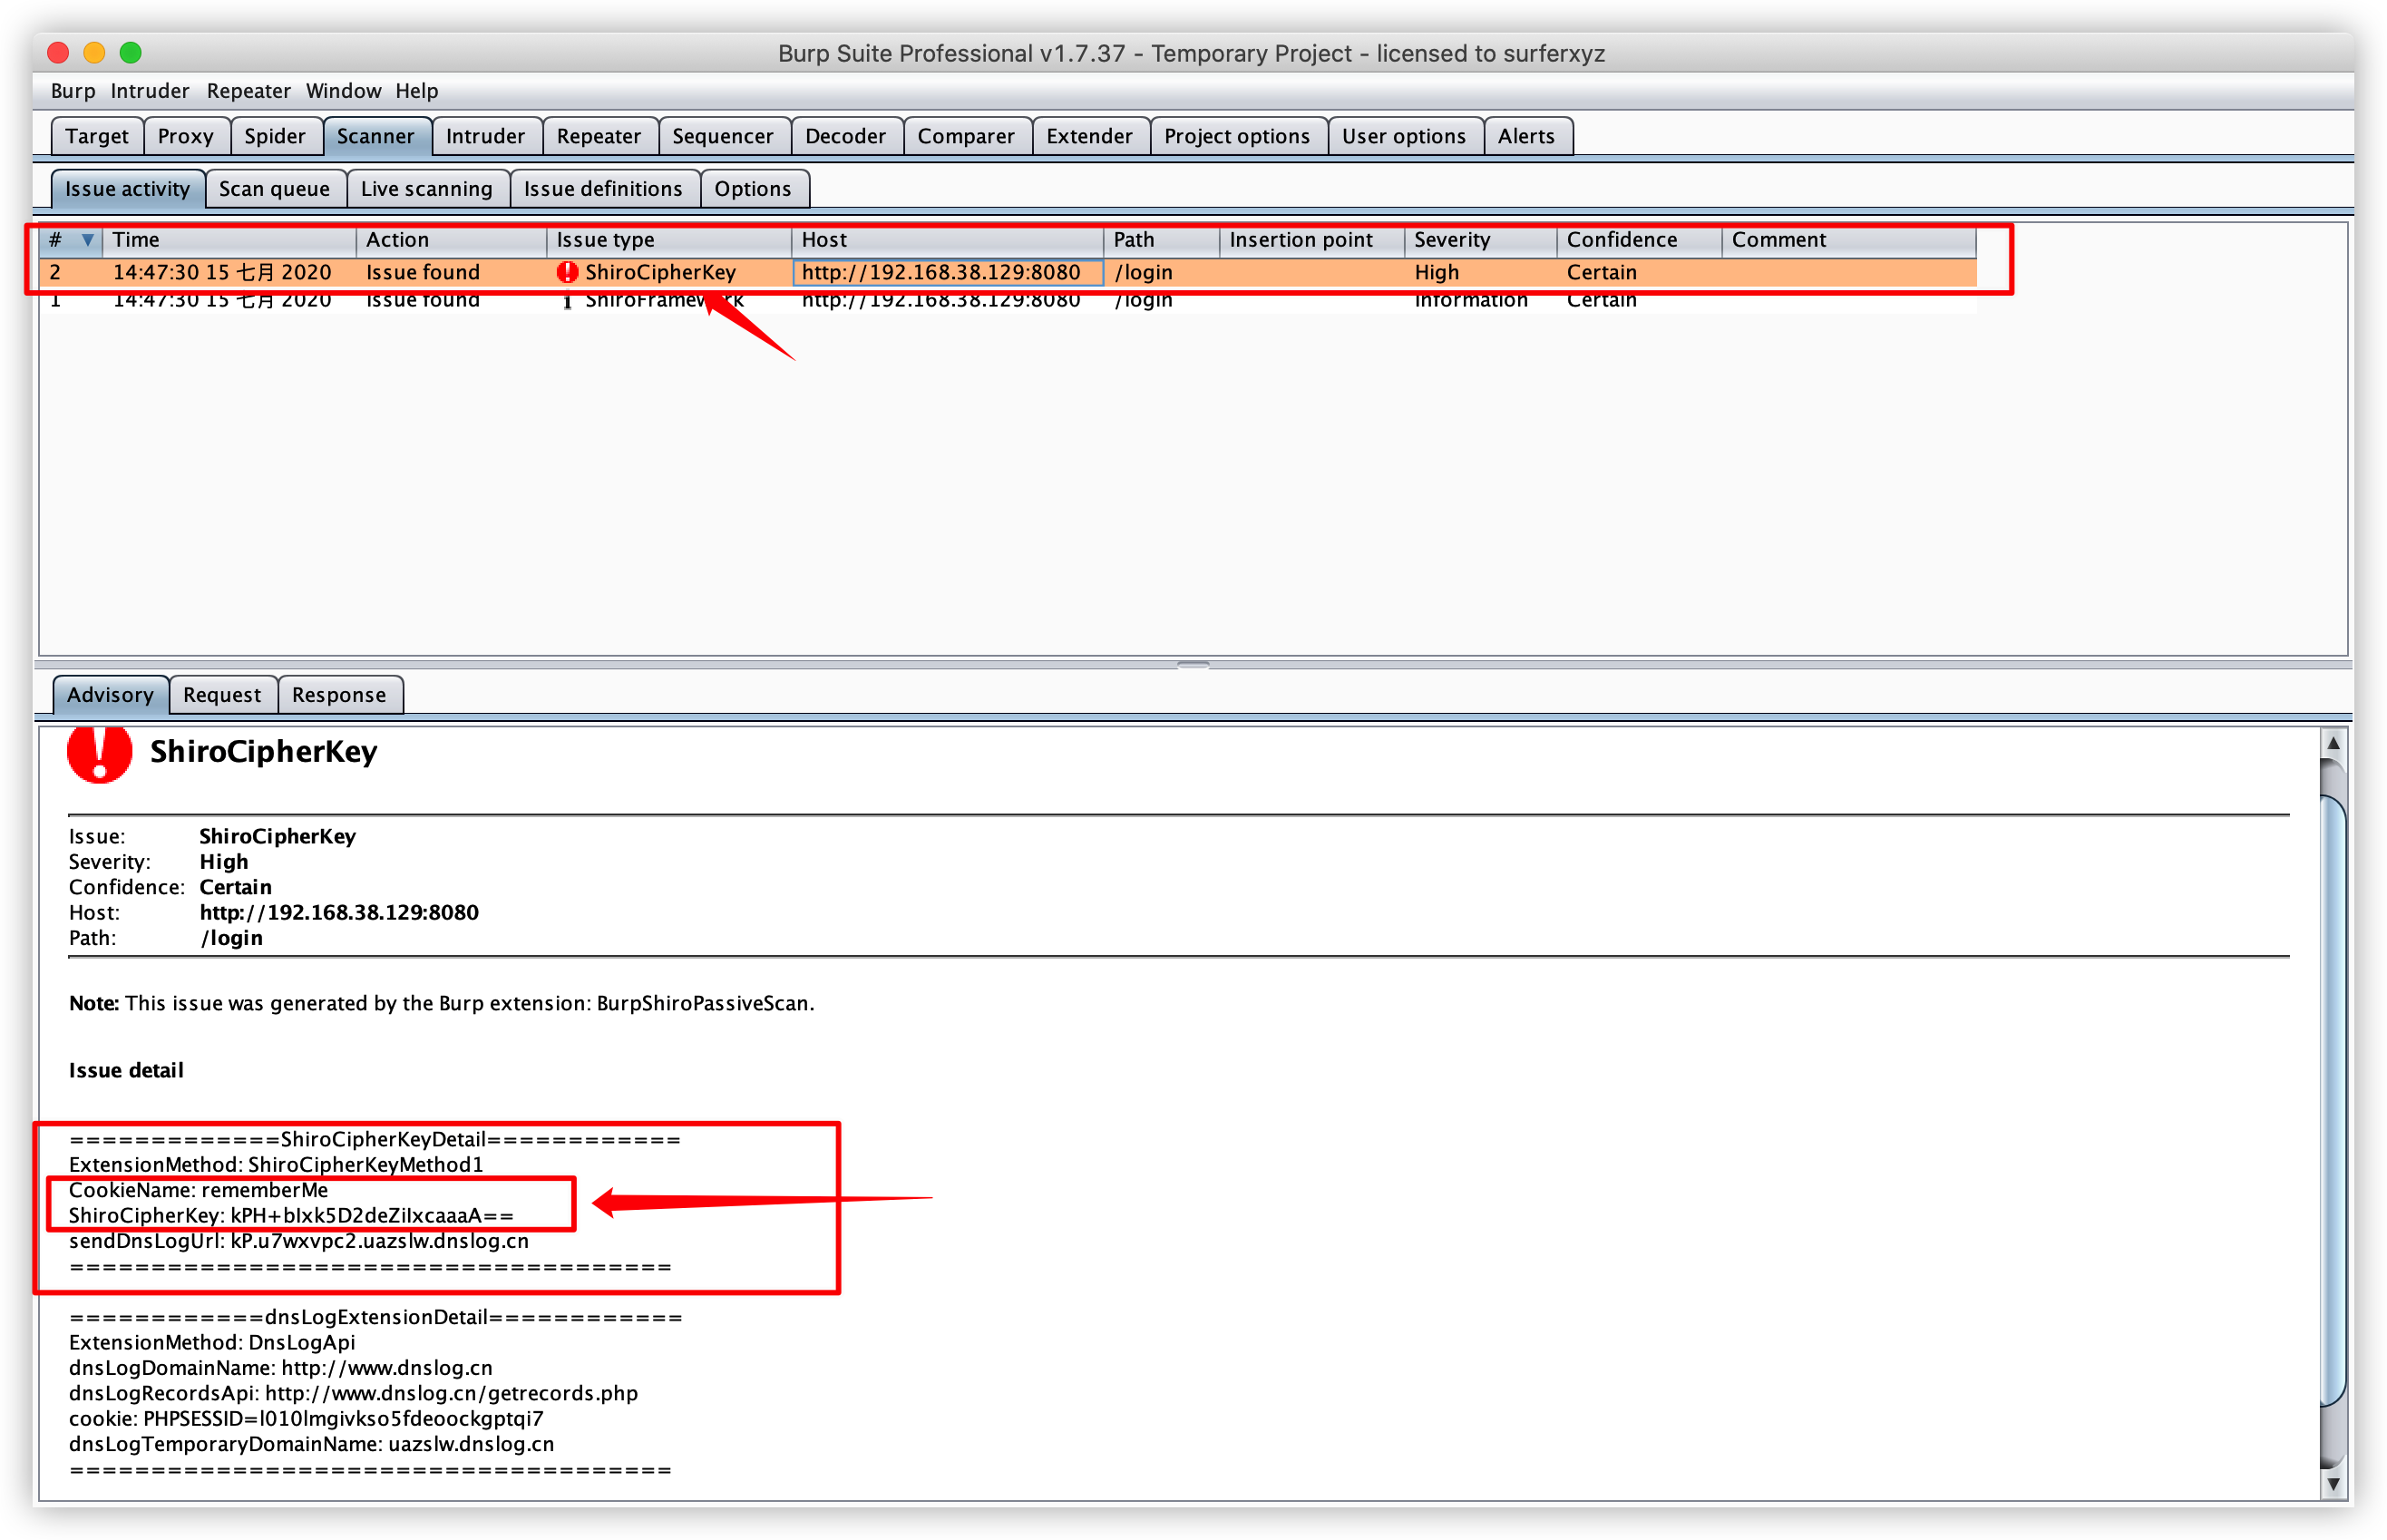 Burp Suite Professional v1.7.37 - Temporary Project - licensed to surferxyz
Burp Intruder Repeater Window Help
Target Proxy Spider Scanner Intruder Repeater Sequencer Decoder Comparer Extender Project options User options Alerts
Issue activity Scan queue Live scanning Issue definitions Options
# Time Action Issue type Host Path Insertion point Severity Confidence Comment
2 14:47:30 15 七月 2020 Issue found ShiroCipherKey http://192.168.38.129:8080 /login High Certain
1 14:47:30 15 七月 2020 Issue found ShiroFramework http://192.168.38.129:8080 /login Information Certain
Advisory Request Response
ShiroCipherKey
Issue: ShiroCipherKey
Severity: High
Confidence: Certain
Host: http://192.168.38.129:8080
Path: /login
Note: This issue was generated by the Burp extension: BurpShiroPassiveScan.
Issue detail
=============ShiroCipherKeyDetail============
ExtensionMethod: ShiroCipherKeyMethod1
CookieName: rememberMe
ShiroCipherKey: kPH+bIxk5D2deZiIxcaaaA==
sendDnsLogUrl: kP.u7wxvpc2.uazslw.dnslog.cn
=====================================
============dnsLogExtensionDetail============
ExtensionMethod: DnsLogApi
dnsLogDomainName: http://www.dnslog.cn
dnsLogRecordsApi: http://www.dnslog.cn/getrecords.php
cookie: PHPSESSID=l010lmgivkso5fdeoockgptqi7
dnsLogTemporaryDomainName: uazslw.dnslog.cn
=====================================